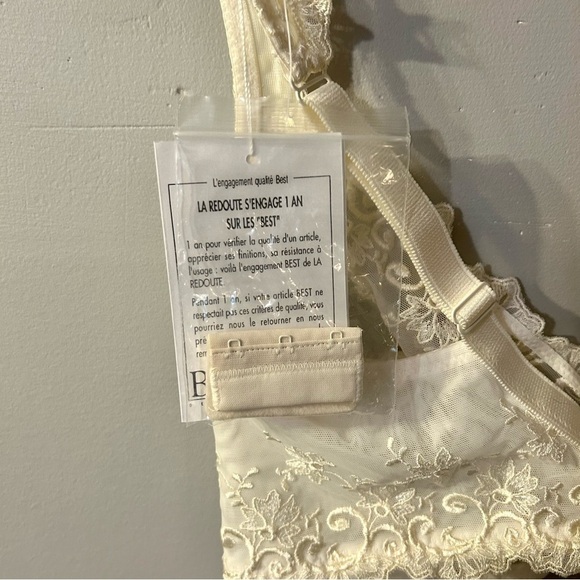 L'engagement qualité Best
LA REDOUTE S'ENGAGE 1 AN
SUR LES "BEST"
1 an pour vérifier la qualité d'un article,
apprécier ses finitions, sa résistance à
l'usage : voilà l'engagement BEST de LA
REDOUTE.
Pendant 1 an, si votre article BEST ne
respectait pas ces critères de qualité, vous
pourriez nous le retourner en nous
B